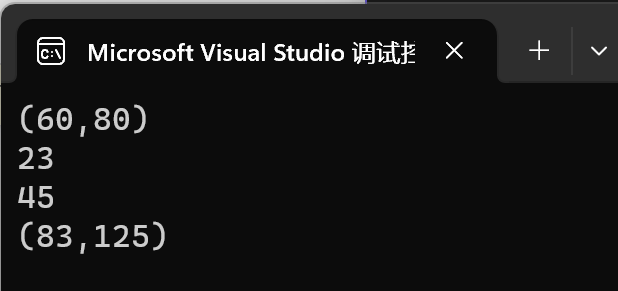 Microsoft Visual Studio 调试
(60,80)
23
45
(83,125)